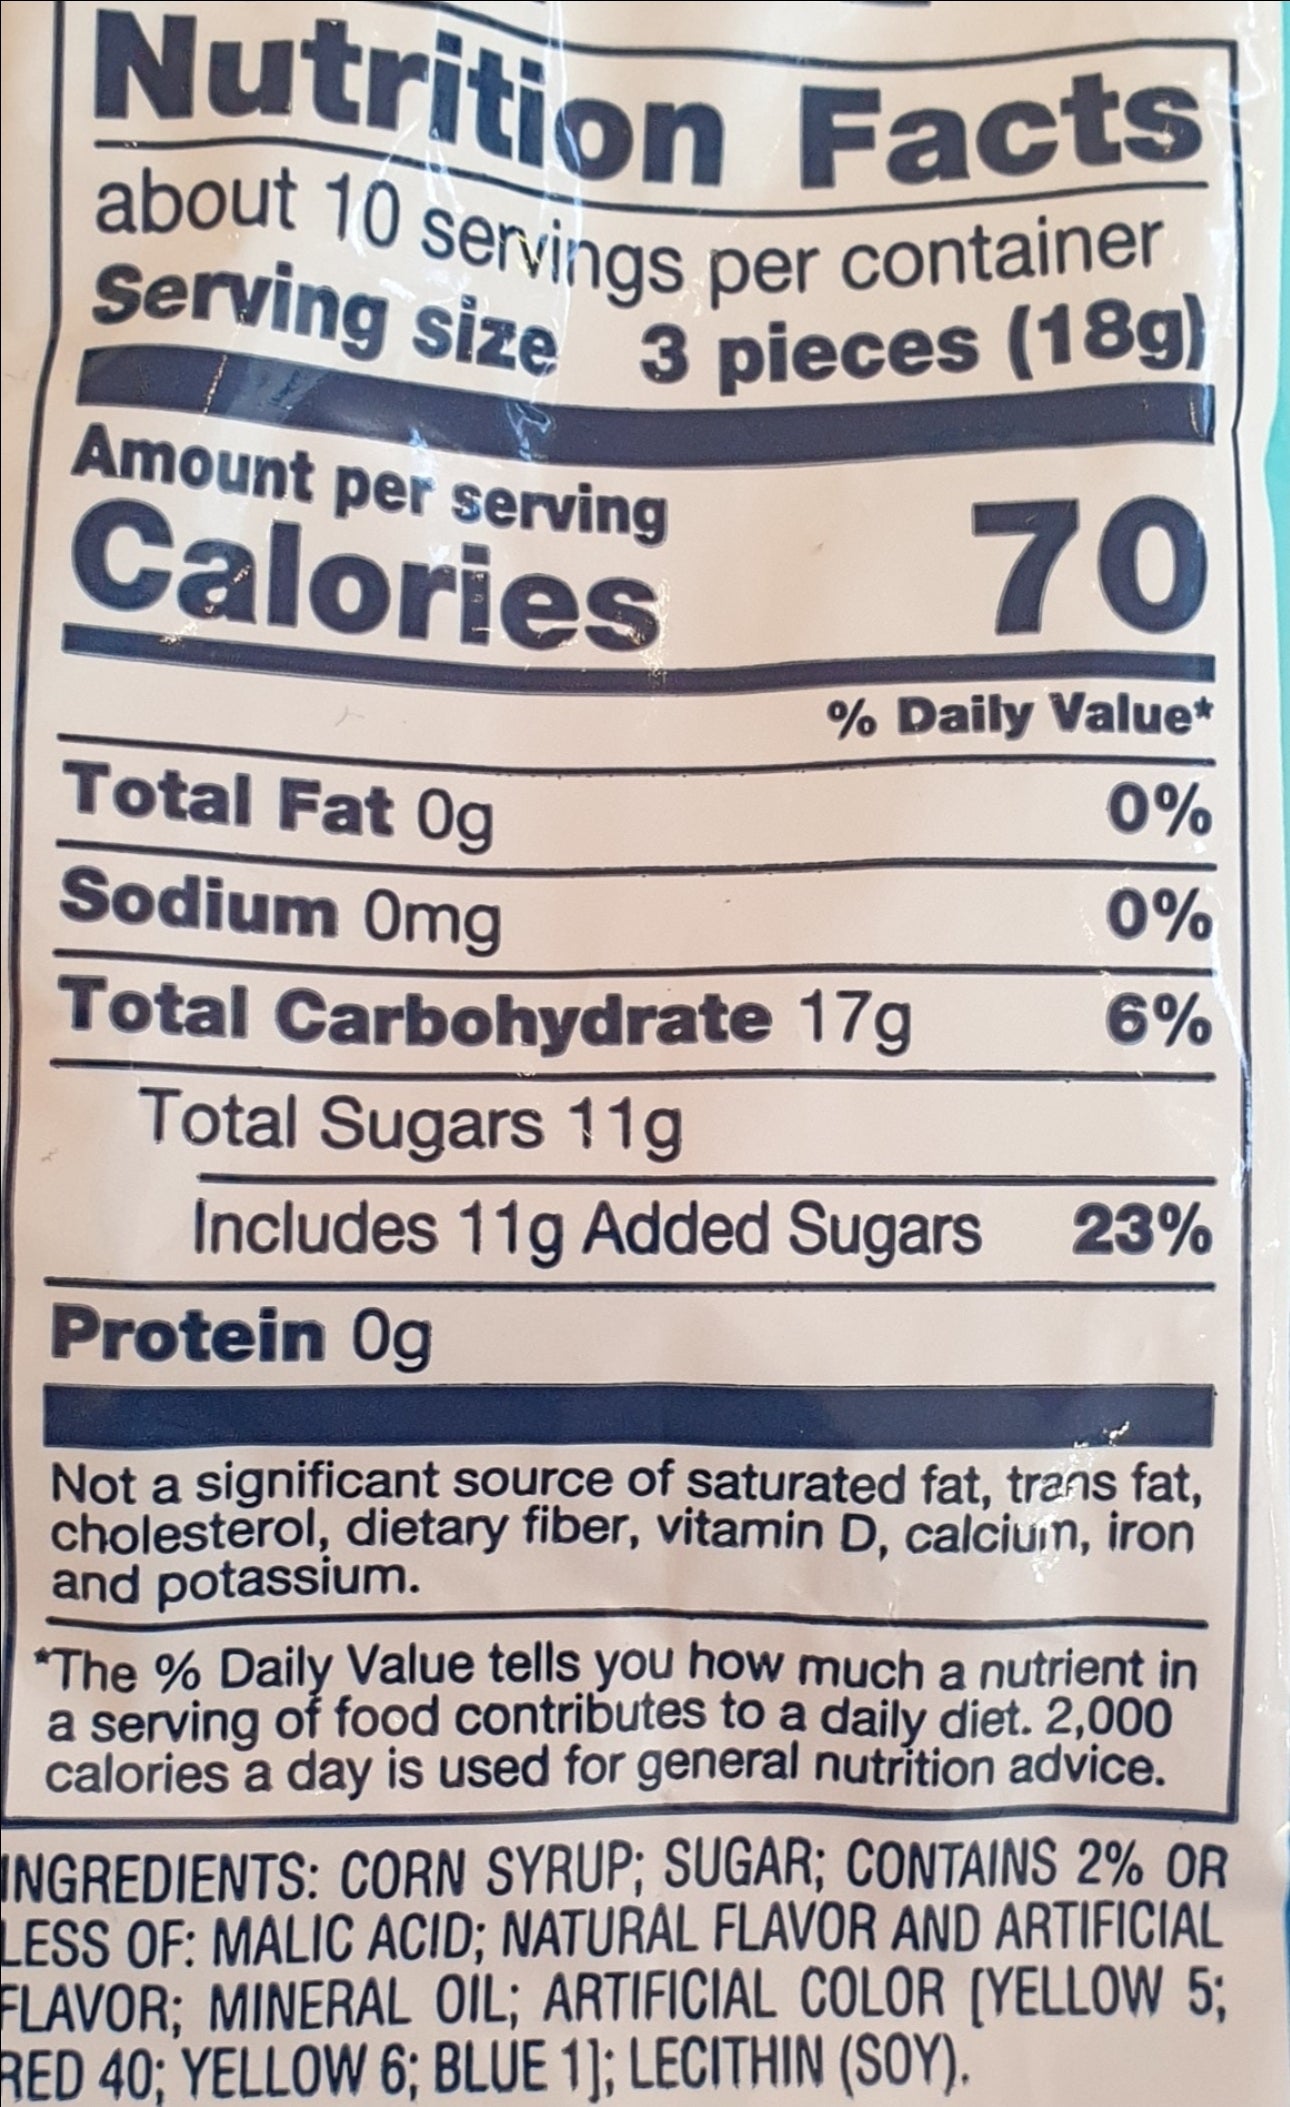 Nutrition Facts
about 10 servings per container
Serving size 3 pieces (18g)
Amount per serving
Calories 70
% Daily Value*
Total Fat 0g 0%
Sodium 0mg 0%
Total Carbohydrate 17g 6%
Total Sugars 11g
Includes 11g Added Sugars 23%
Protein 0g
Not a significant source of saturated fat, trans fat,
cholesterol, dietary fiber, vitamin D, calcium, iron
and potassium.
*The % Daily Value tells you how much a nutrient in
a serving of food contributes to a daily diet. 2,000
calories a day is used for general nutrition advice.
INGREDIENTS: CORN SYRUP; SUGAR; CONTAINS 2% OR
LESS OF: MALIC ACID; NATURAL FLAVOR AND ARTIFICIAL
FLAVOR; MINERAL OIL; ARTIFICIAL COLOR [YELLOW 5;
RED 40; YELLOW 6; BLUE 1]; LECITHIN (SOY).